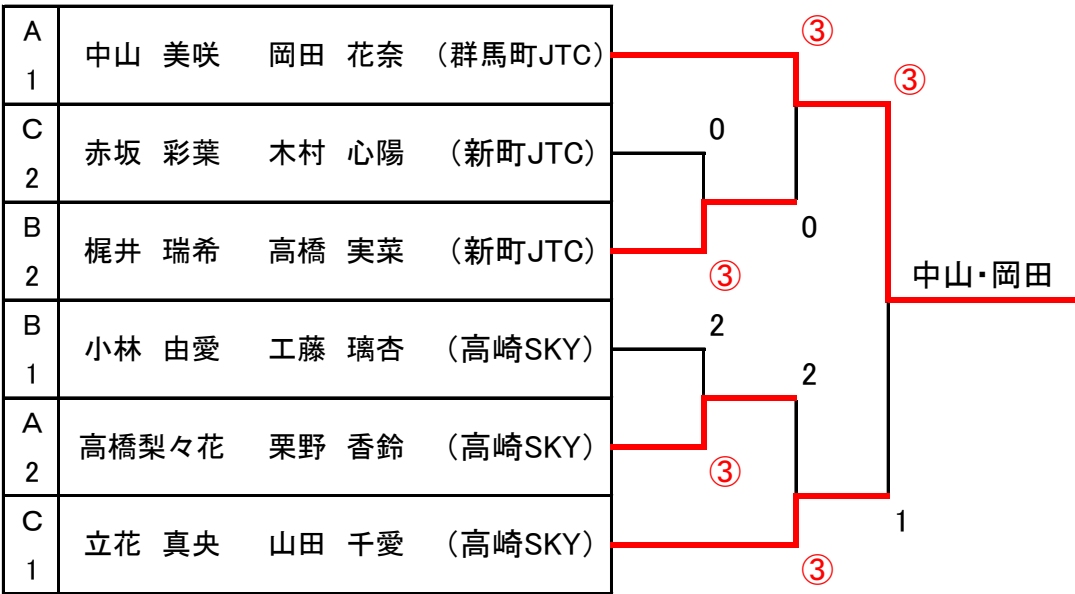 A
1
中山 美咲 岡田 花奈 (群馬町JTC)
C
2
赤坂 彩葉 木村 心陽 (新町JTC)
B
2
梶井 瑞希 高橋 実菜 (新町JTC)
B
1
小林 由愛 工藤 璃杏 (高崎SKY)
A
2
高橋梨々花 栗野 香鈴 (高崎SKY)
C
1
立花 真央 山田 千愛 (高崎SKY)
③
③
0
0
③
中山・岡田
2
2
③
1
③